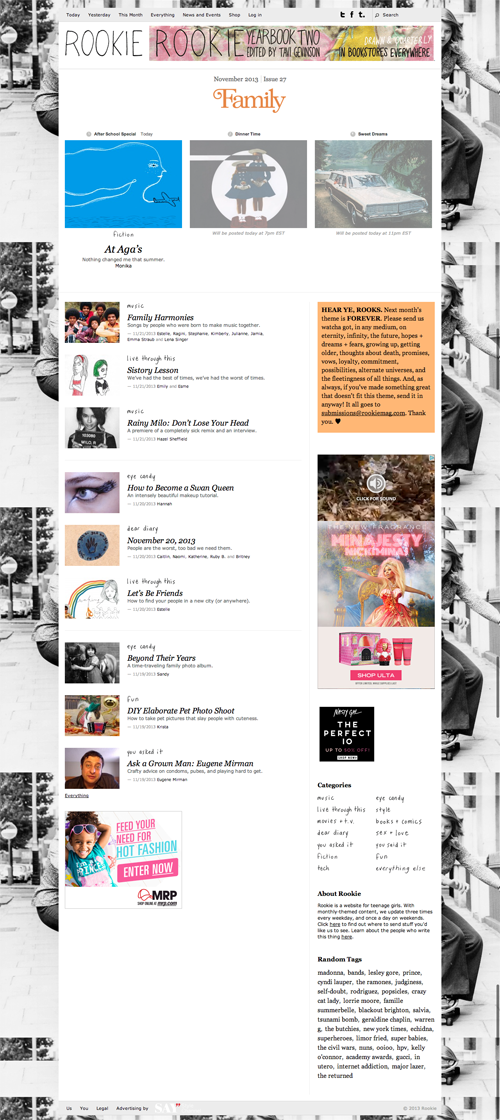 Today Yesterday This Month Everything News and Events Shop Log in
Search
ROOKIE ROOKIE YEARBOOK TWO
EDITED BY TAVI GEVINSON
DRAWN & QUARTERLY
IN BOOKSTORES EVERYWHERE
November 2013 | Issue 27
Family
After School Special Today
Dinner Time
Sweet Dreams
fiction
Will be posted today at 7pm EST
Will be posted today at 11pm EST
At Aga's
Nothing changed me that summer.
Monika
music
Family Harmonies
Songs by people who were born to make music together.
— 11/21/2013 Estelle, Ragini, Stephanie, Kimberly, Julianne, Jamia,
Emma Straub and Lena Singer
live through this
Sistory Lesson
We've had the best of times, we've had the worst of times.
— 11/21/2013 Emily and Esme
music
Rainy Milo: Don't Lose Your Head
A premiere of a completely sick remix and an interview.
— 11/21/2013 Hazel Sheffield
eye candy
How to Become a Swan Queen
An intensely beautiful makeup tutorial.
— 11/20/2013 Hannah
dear diary
November 20, 2013
People are the worst, too bad we need them.
— 11/20/2013 Caitlin, Naomi, Katherine, Ruby B. and Britney
live through this
Let's Be Friends
How to find your people in a new city (or anywhere).
— 11/20/2013 Estelle
eye candy
Beyond Their Years
A time-traveling family photo album.
— 11/19/2013 Sandy
fun
DIY Elaborate Pet Photo Shoot
How to take pet pictures that slay people with cuteness.
— 11/19/2013 Krista
you asked it
Ask a Grown Man: Eugene Mirman
Crafty advice on condoms, pubes, and playing hard to get.
— 11/19/2013 Eugene Mirman
Everything
FEED YOUR
NEED FOR
HOT FASHION
ENTER NOW
MRP
SHOP ONLINE AT mrp.com
HEAR YE, ROOKS. Next month's
theme is FOREVER. Please send us
watcha got, in any medium, on
eternity, infinity, the future, hopes +
dreams + fears, growing up, getting
older, thoughts about death, promises,
vows, loyalty, commitment,
possibilities, alternate universes, and
the fleetingness of all things. And, as
always, if you've made something great
that doesn't fit this theme, send it in
anyway! It all goes to
submissions@rookiemag.com. Thank
you. ♥
CLICK FOR SOUND
THE NEW FRAGRANCE
MINAJESTY
NICKI MINAJ
SHOP ULTA
Nasty Gal
THE
PERFECT
10
UP TO 50% OFF!
SHOP NOW
Categories
music eye candy
live through this style
movies + t.v. books + comics
dear diary sex + love
you asked it you said it
fiction fun
tech everything else
About Rookie
Rookie is a website for teenage girls. With
monthly-themed content, we update three times
every weekday, and once a day on weekends.
Click here to find out where to send stuff you'd
like us to see. Learn about the people who write
this thing here.
Random Tags
madonna, bands, lesley gore, prince,
cyndi lauper, the ramones, judginess,
self-doubt, rodriguez, popsicles, crazy
cat lady, lorrie moore, famille
summerbelle, blackout brighton, salvia,
tsunami bomb, geraldine chaplin, warren
g, the butchies, new york times, echidna,
superheroes, limor fried, super babies,
the civil wars, nuns, ooioo, hpv, kelly
o'connor, academy awards, gucci, in
utero, internet addiction, major lazer,
the returned
Us You Legal Advertising by SAY
© 2013 Rookie